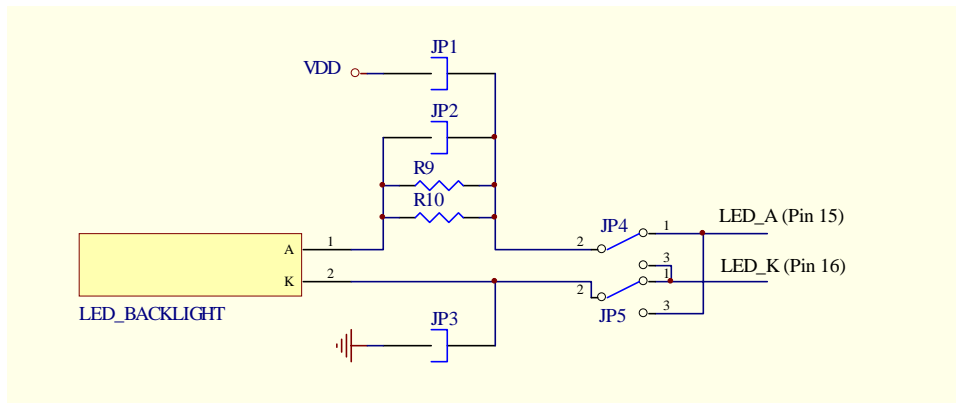 JP1
VDD
JP2
R9
R10
LED_A (Pin 15)
JP4
1
2
A
1
3
LED_K (Pin 16)
K
2
1
2
3
LED_BACKLIGHT
JP3
JP5